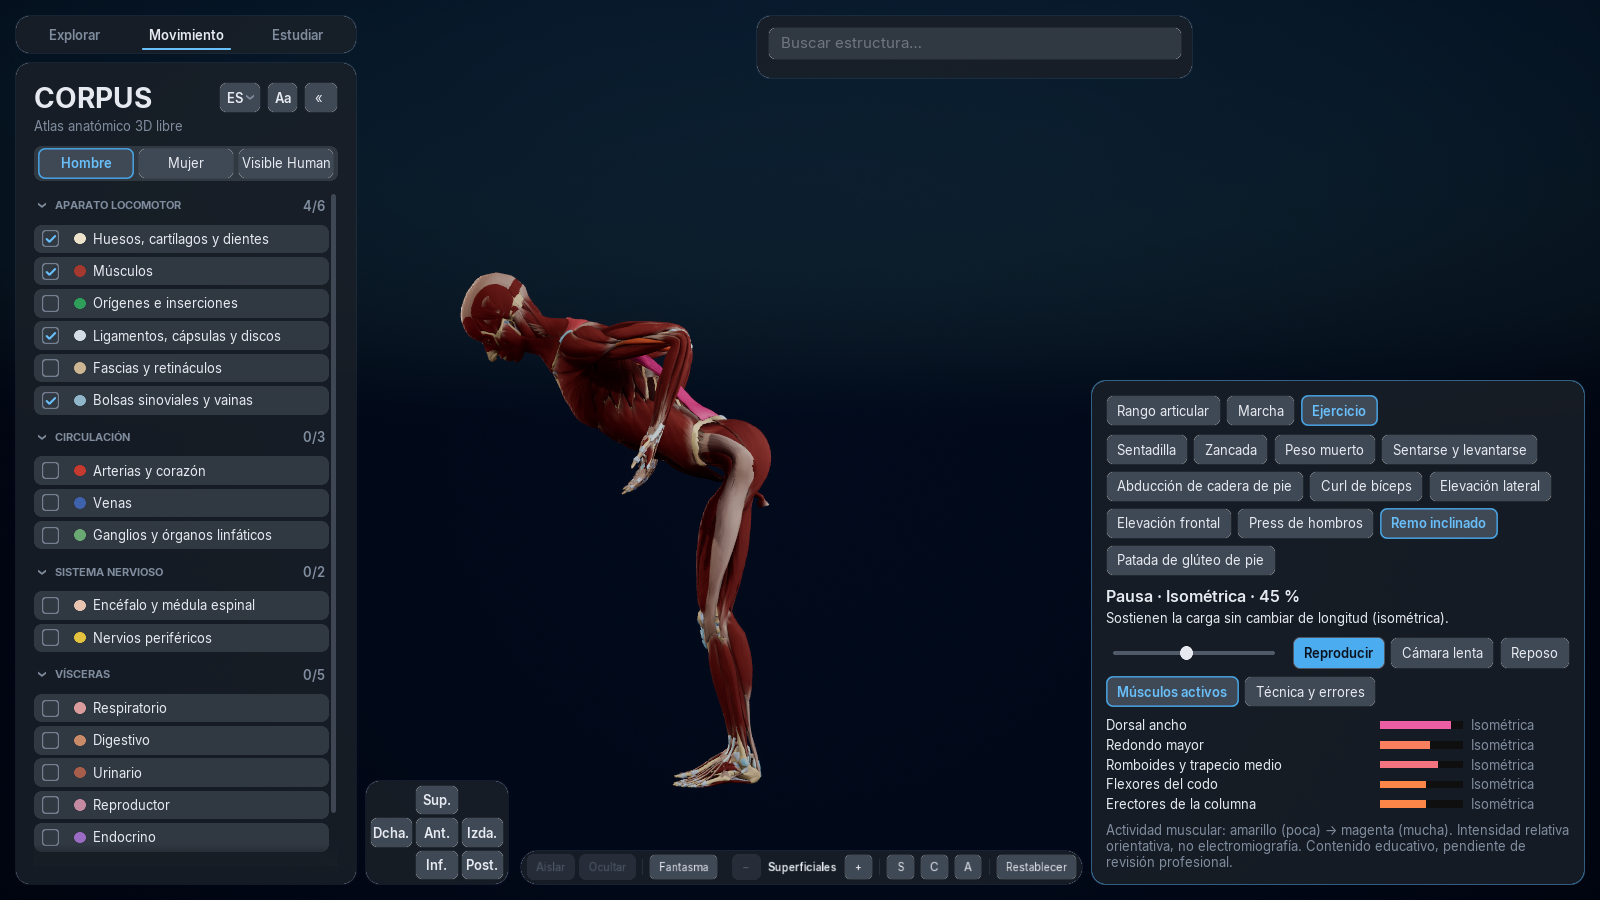 Explorar Movimiento Estudiar
Buscar estructura...
CORPUS ES Aa «
Atlas anatómico 3D libre
Hombre Mujer Visible Human
APARATO LOCOMOTOR 4/6
Huesos, cartílagos y dientes
Músculos
Orígenes e inserciones
Ligamentos, cápsulas y discos
Fascias y retináculos
Bolsas sinoviales y vainas
CIRCULACIÓN 0/3
Arterias y corazón
Venas
Ganglios y órganos linfáticos
SISTEMA NERVIOSO 0/2
Encéfalo y médula espinal
Nervios periféricos
VÍSCERAS 0/5
Respiratorio
Digestivo
Urinario
Reproductor
Endocrino
Sup.
Dcha. Ant. Izda.
Inf. Post.
Aislar Ocultar Fantasma − Superficiales + S C A Restablecer
Rango articular Marcha Ejercicio
Sentadilla Zancada Peso muerto Sentarse y levantarse
Abducción de cadera de pie Curl de bíceps Elevación lateral
Elevación frontal Press de hombros Remo inclinado
Patada de glúteo de pie
Pausa · Isométrica · 45 %
Sostienen la carga sin cambiar de longitud (isométrica).
Reproducir Cámara lenta Reposo
Músculos activos Técnica y errores
Dorsal ancho Isométrica
Redondo mayor Isométrica
Romboides y trapecio medio Isométrica
Flexores del codo Isométrica
Erectores de la columna Isométrica
Actividad muscular: amarillo (poca) → magenta (mucha). Intensidad relativa
orientativa, no electromiografía. Contenido educativo, pendiente de
revisión profesional.